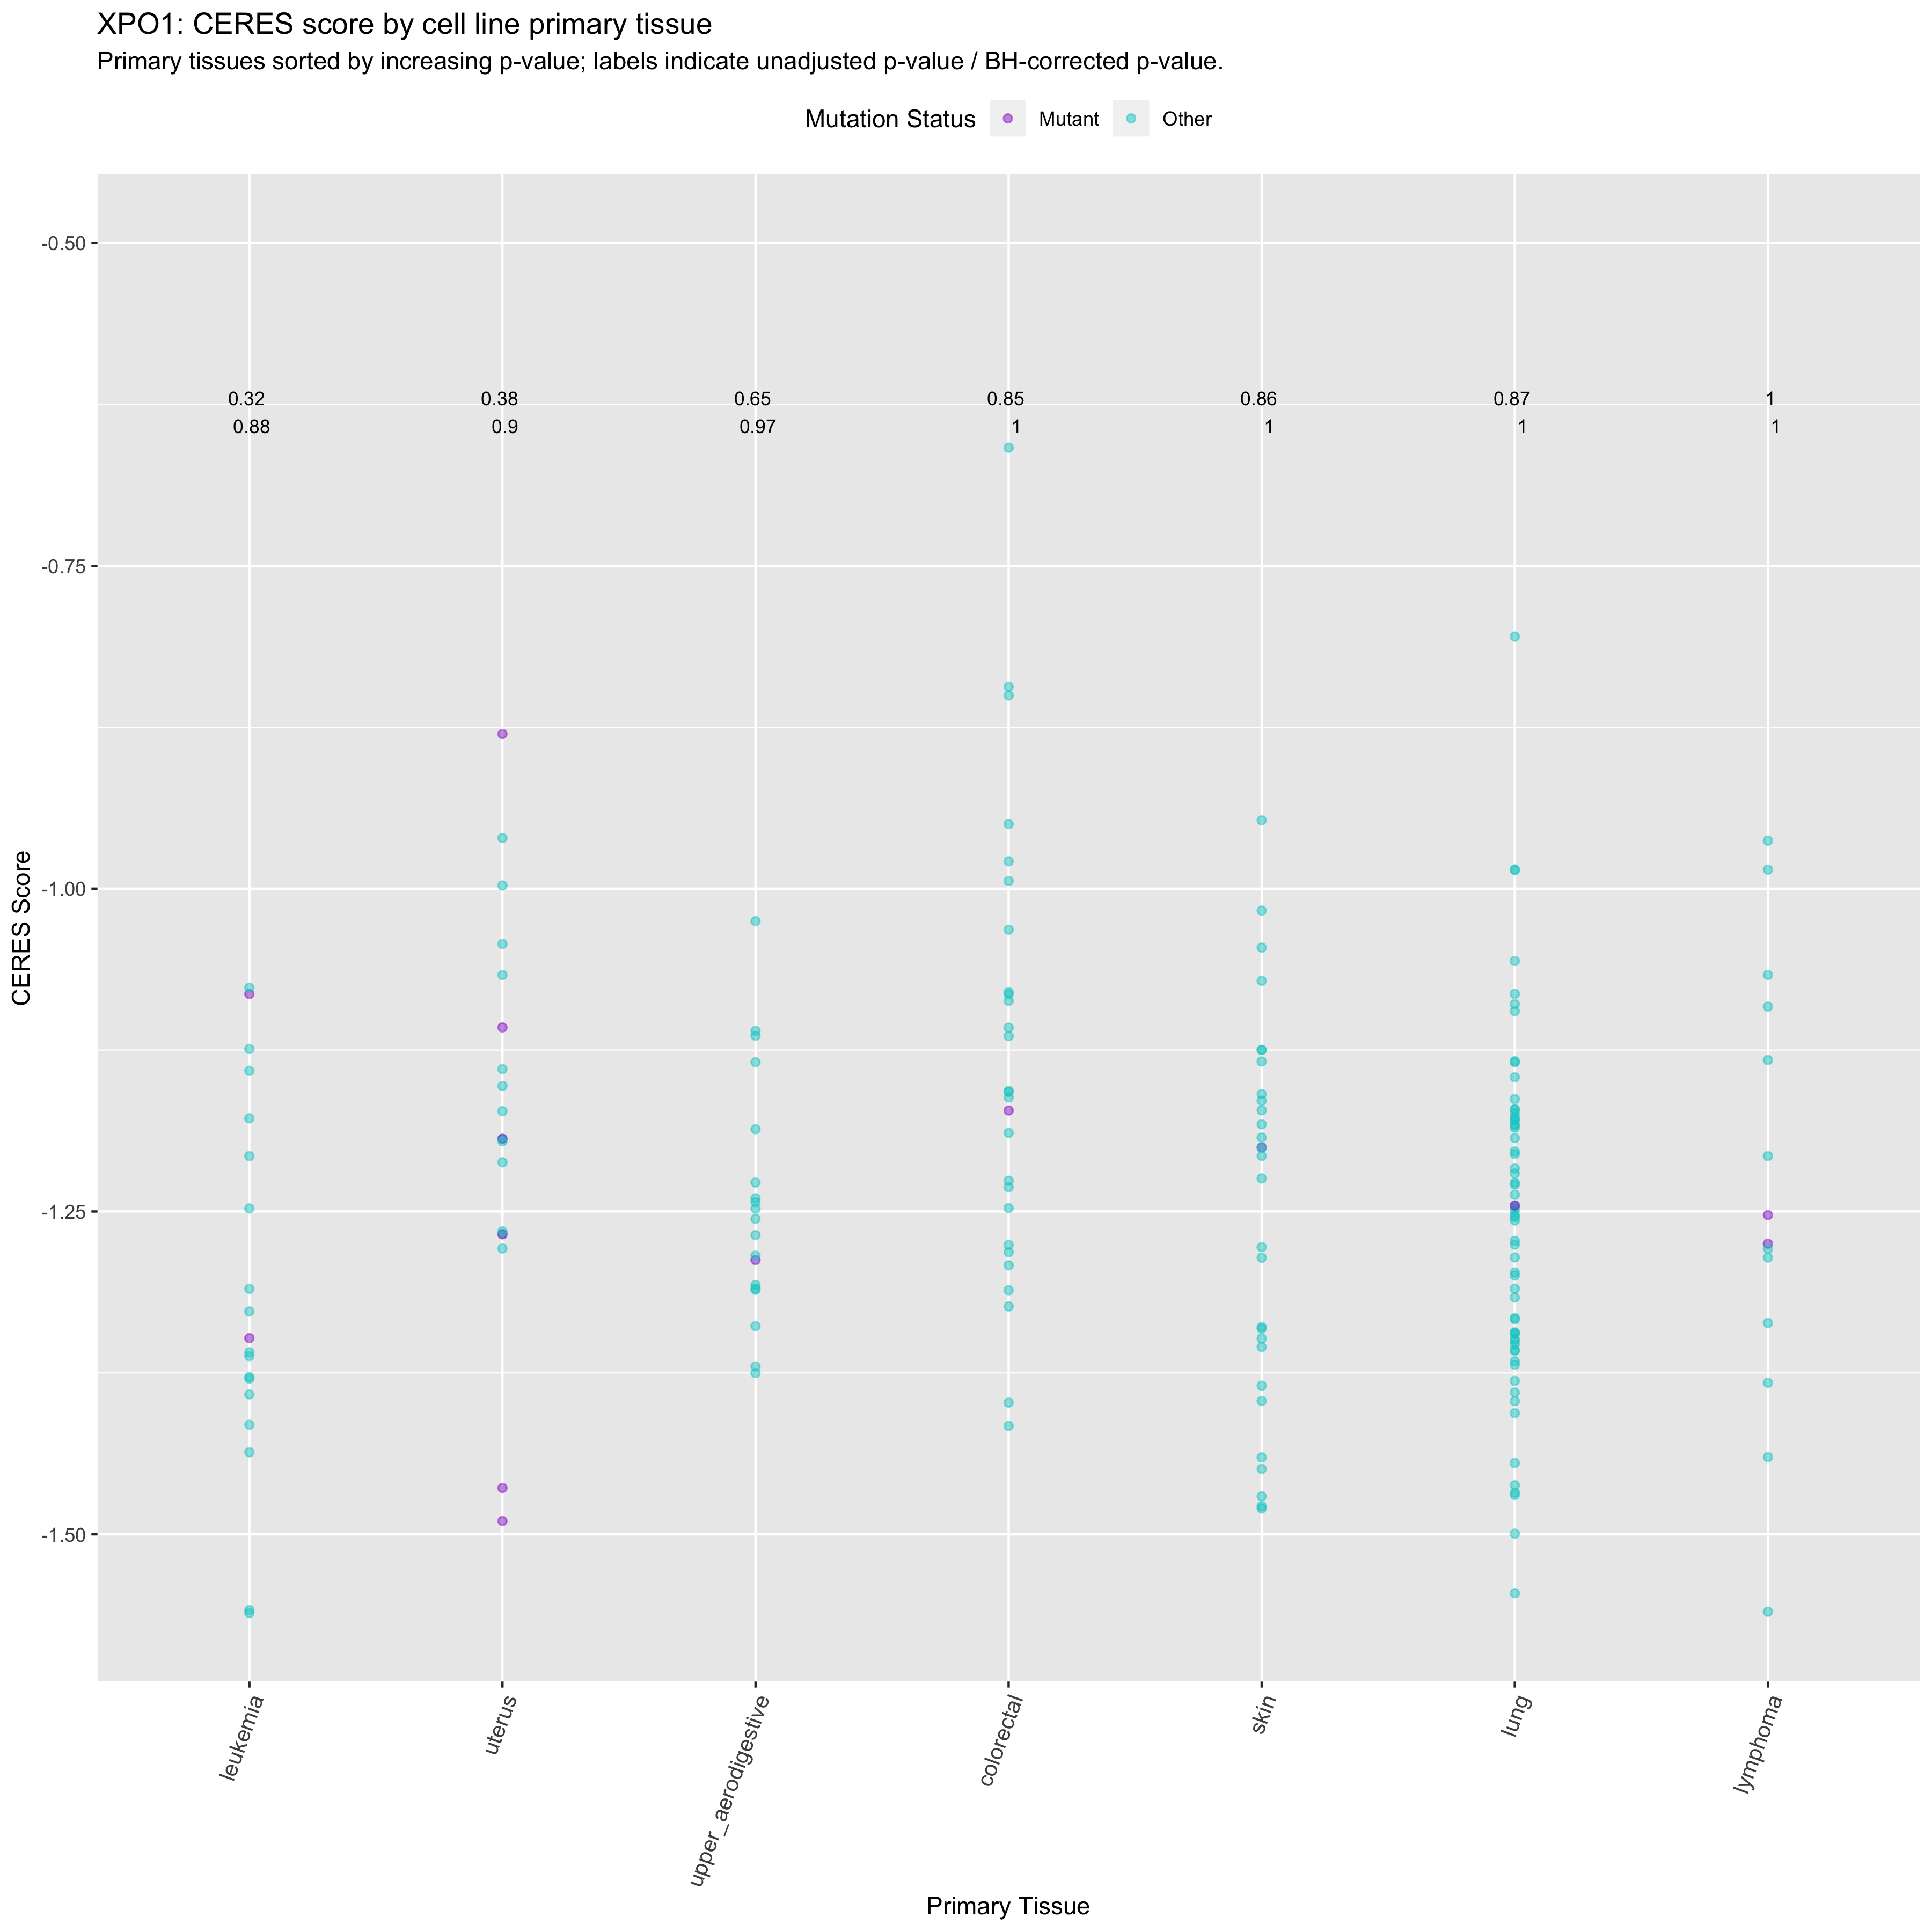 XPO1: CERES score by cell line primary tissue
Primary tissues sorted by increasing p-value; labels indicate unadjusted p-value / BH-corrected p-value.
Mutation Status Mutant Other
-0.50
0.32 0.38 0.65 0.85 0.86 0.87 1
0.88 0.9 0.97 1 1 1 1
-0.75
-1.00
CERES Score
-1.25
-1.50
leukemia uterus upper_aerodigestive colorectal skin lung lymphoma
Primary Tissue